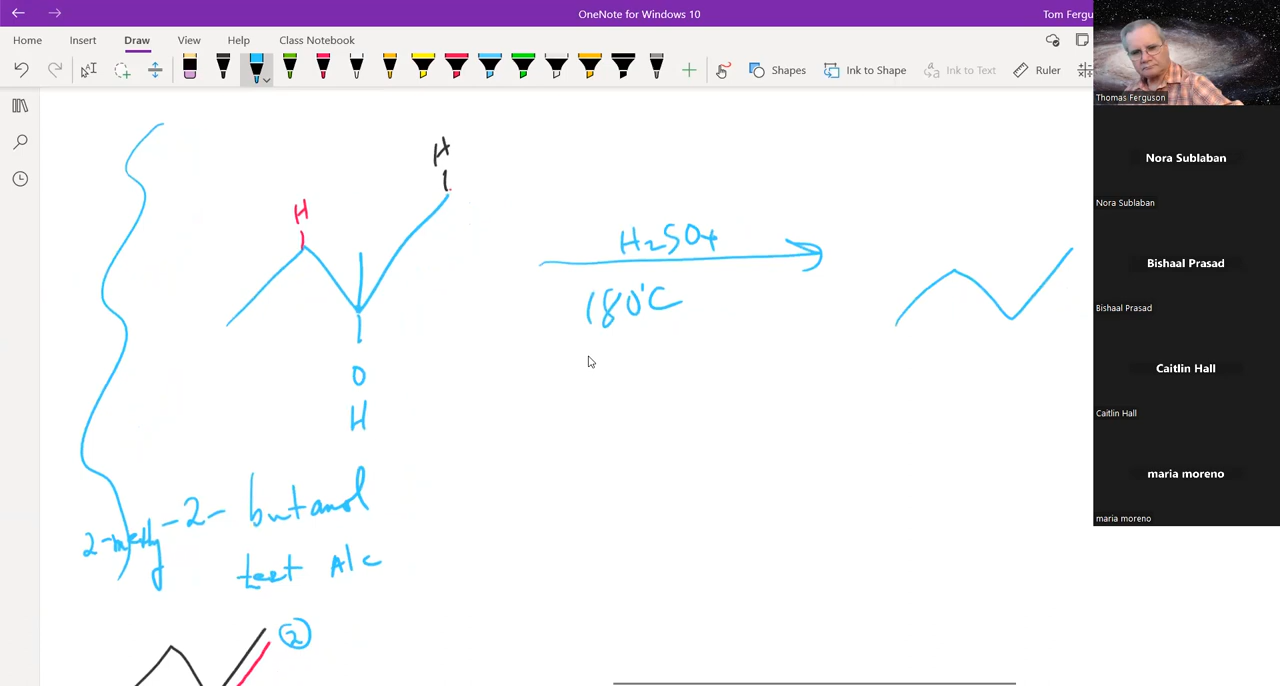 OneNote for Windows 10
Tom Fergu
Home Insert Draw View Help Class Notebook
Shapes Ink to Shape Ink to Text Ruler
Thomas Ferguson
Nora Sublaban
Nora Sublaban
Bishaal Prasad
Bishaal Prasad
Caitlin Hall
Caitlin Hall
maria moreno
maria moreno
H
H
H2SO4
180°C
O
H
2-methy-2-butanol
tert Alc
2